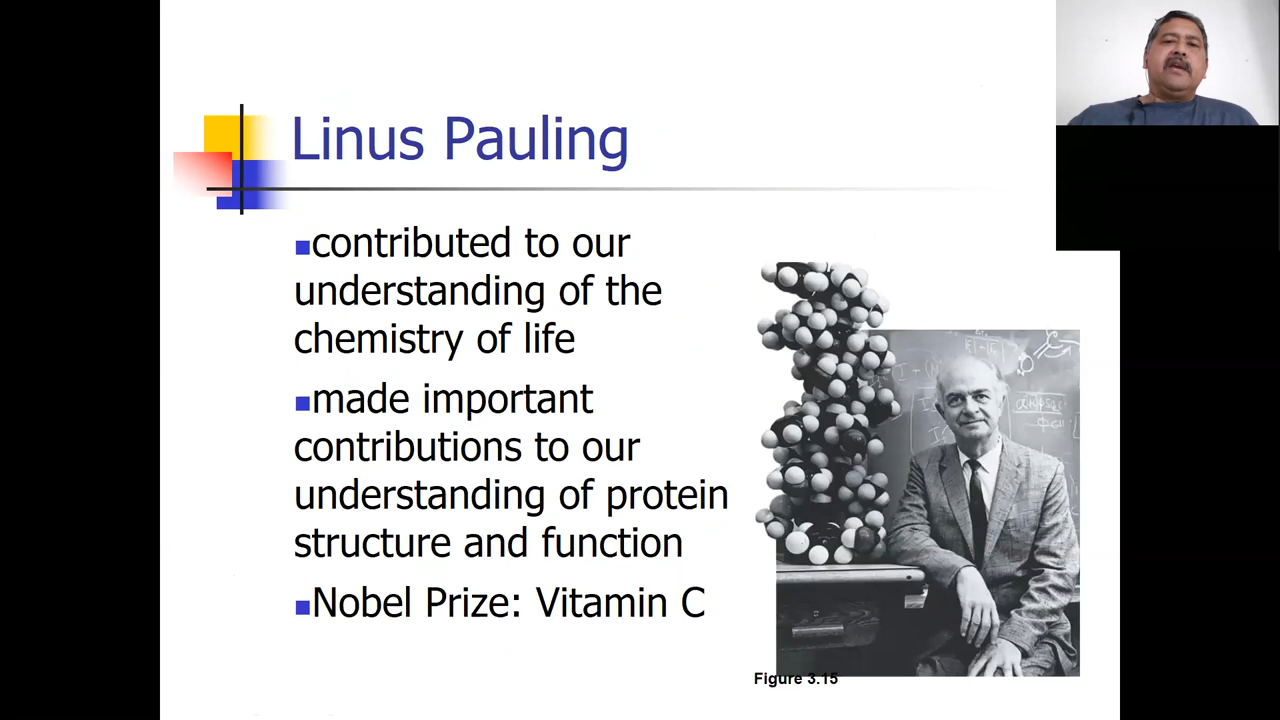 Linus Pauling
contributed to our
understanding of the
chemistry of life
made important
contributions to our
understanding of protein
structure and function
Nobel Prize: Vitamin C
Figure 3.15